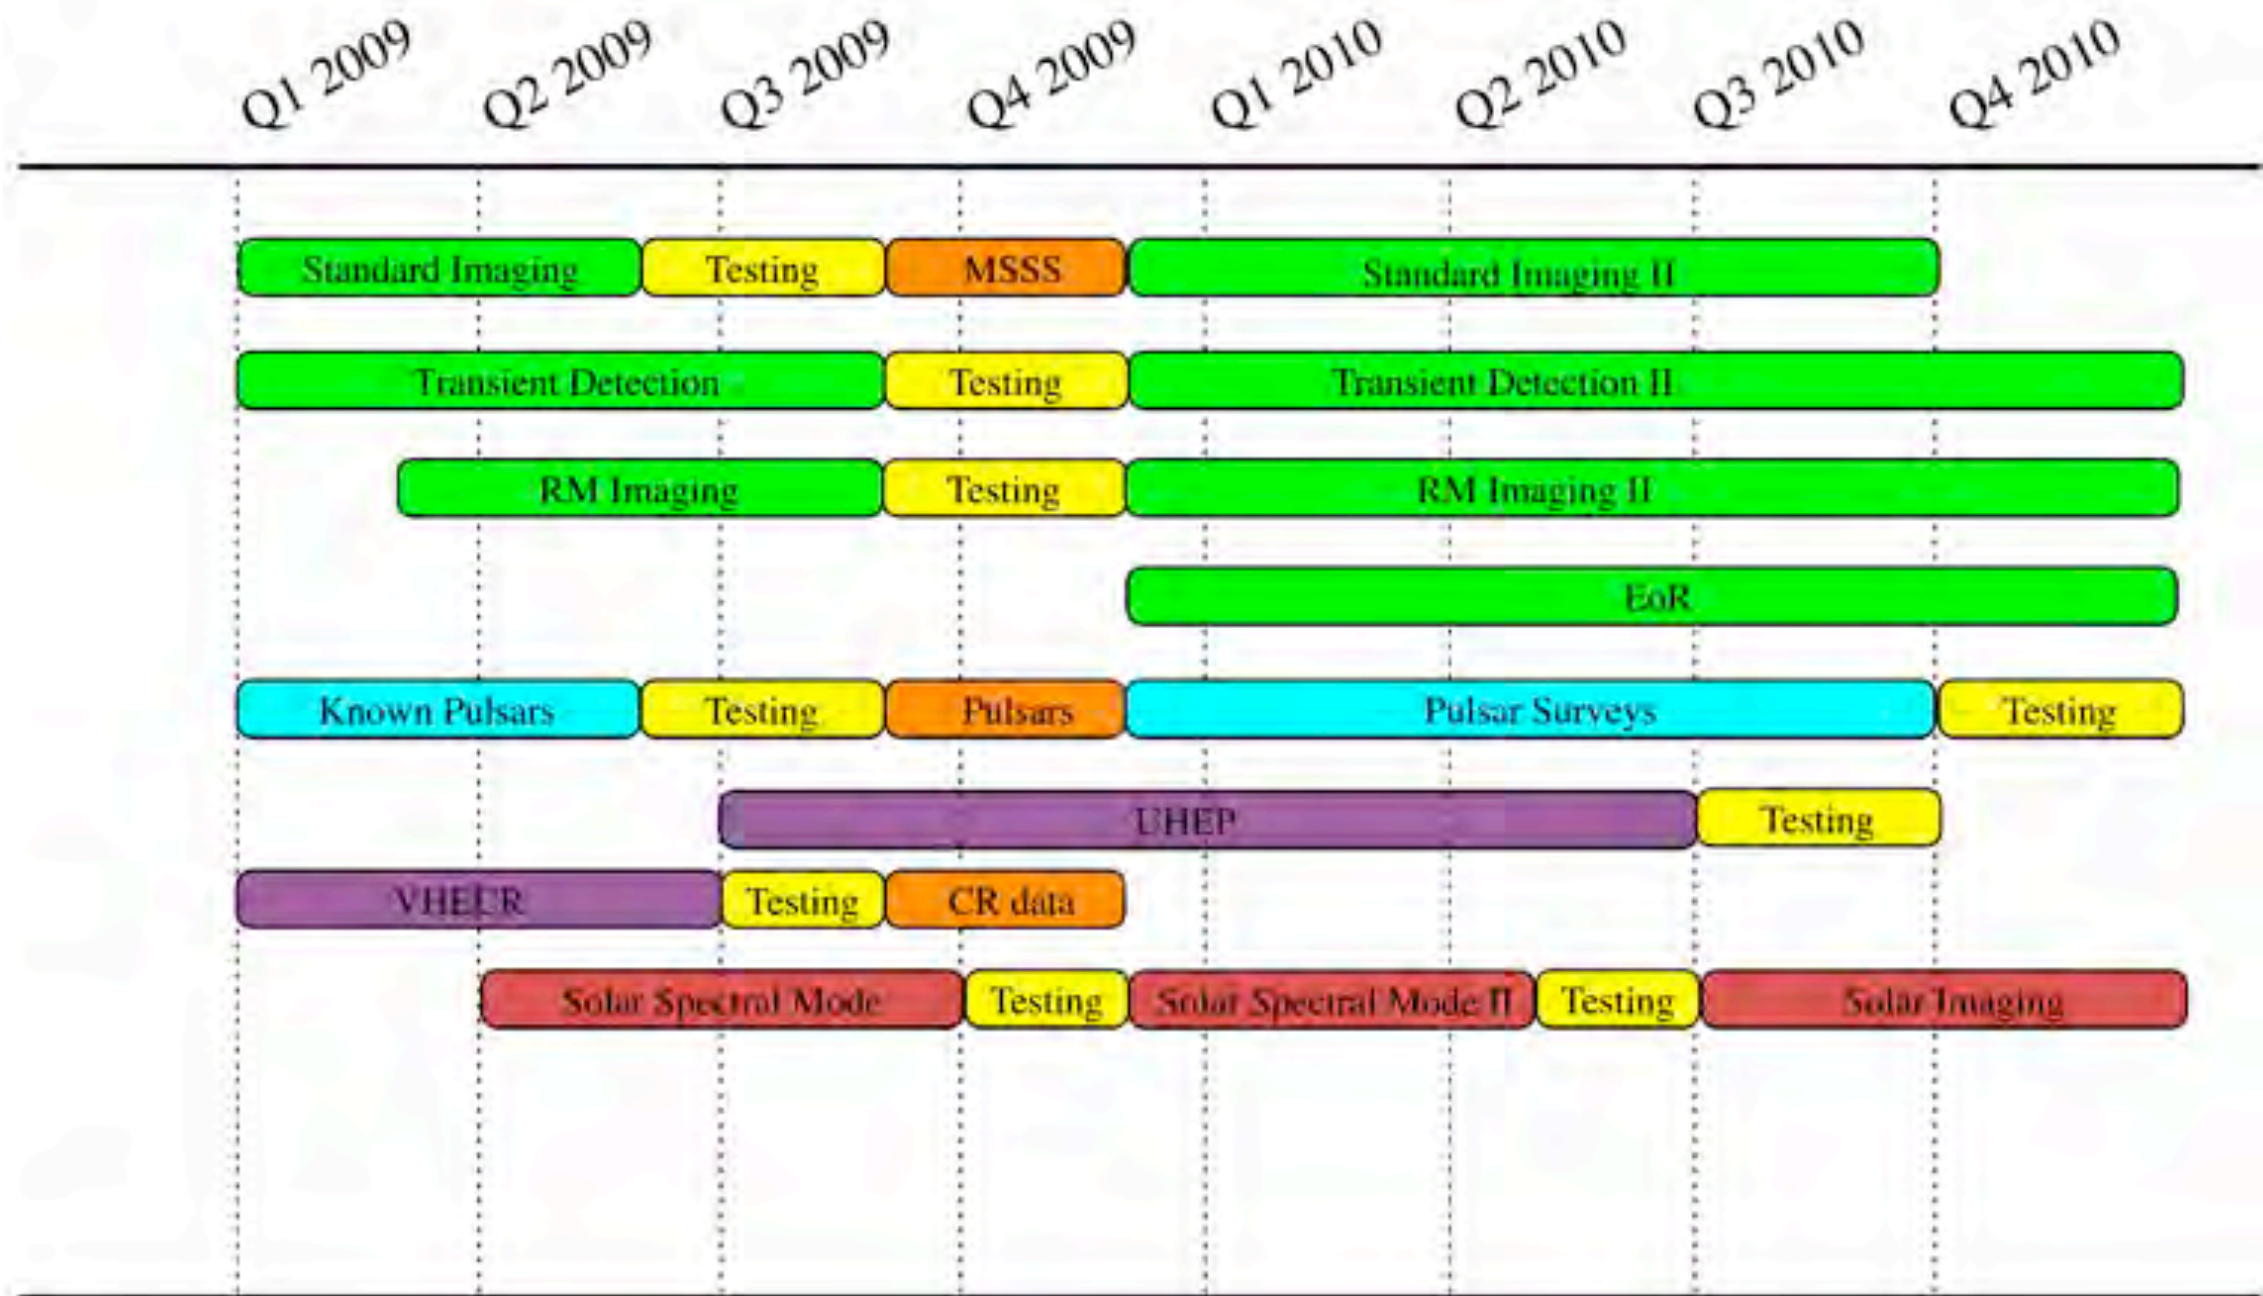 Q1 2009 Q2 2009 Q3 2009 Q4 2009 Q1 2010 Q2 2010 Q3 2010 Q4 2010
Standard Imaging Testing MSSS Standard Imaging II
Transient Detection Testing Transient Detection II
RM Imaging Testing RM Imaging II
EoR
Known Pulsars Testing Pulsars Pulsar Surveys Testing
UHEP Testing
VHECR Testing CR data
Solar Spectral Mode Testing Solar Spectral Mode II Testing Solar Imaging